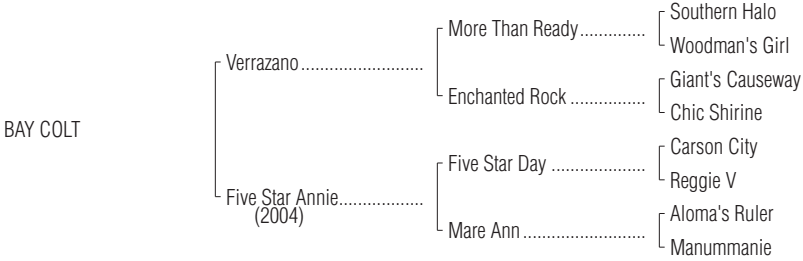 Southern Halo
More Than Ready..............
Woodman's Girl
Verrazano..........................
Giant's Causeway
Enchanted Rock ................
Chic Shirine
BAY COLT
Carson City
Five Star Day ....................
Reggie V
Five Star Annie..................
(2004)
Aloma's Ruler
Mare Ann ..........................
Manummanie